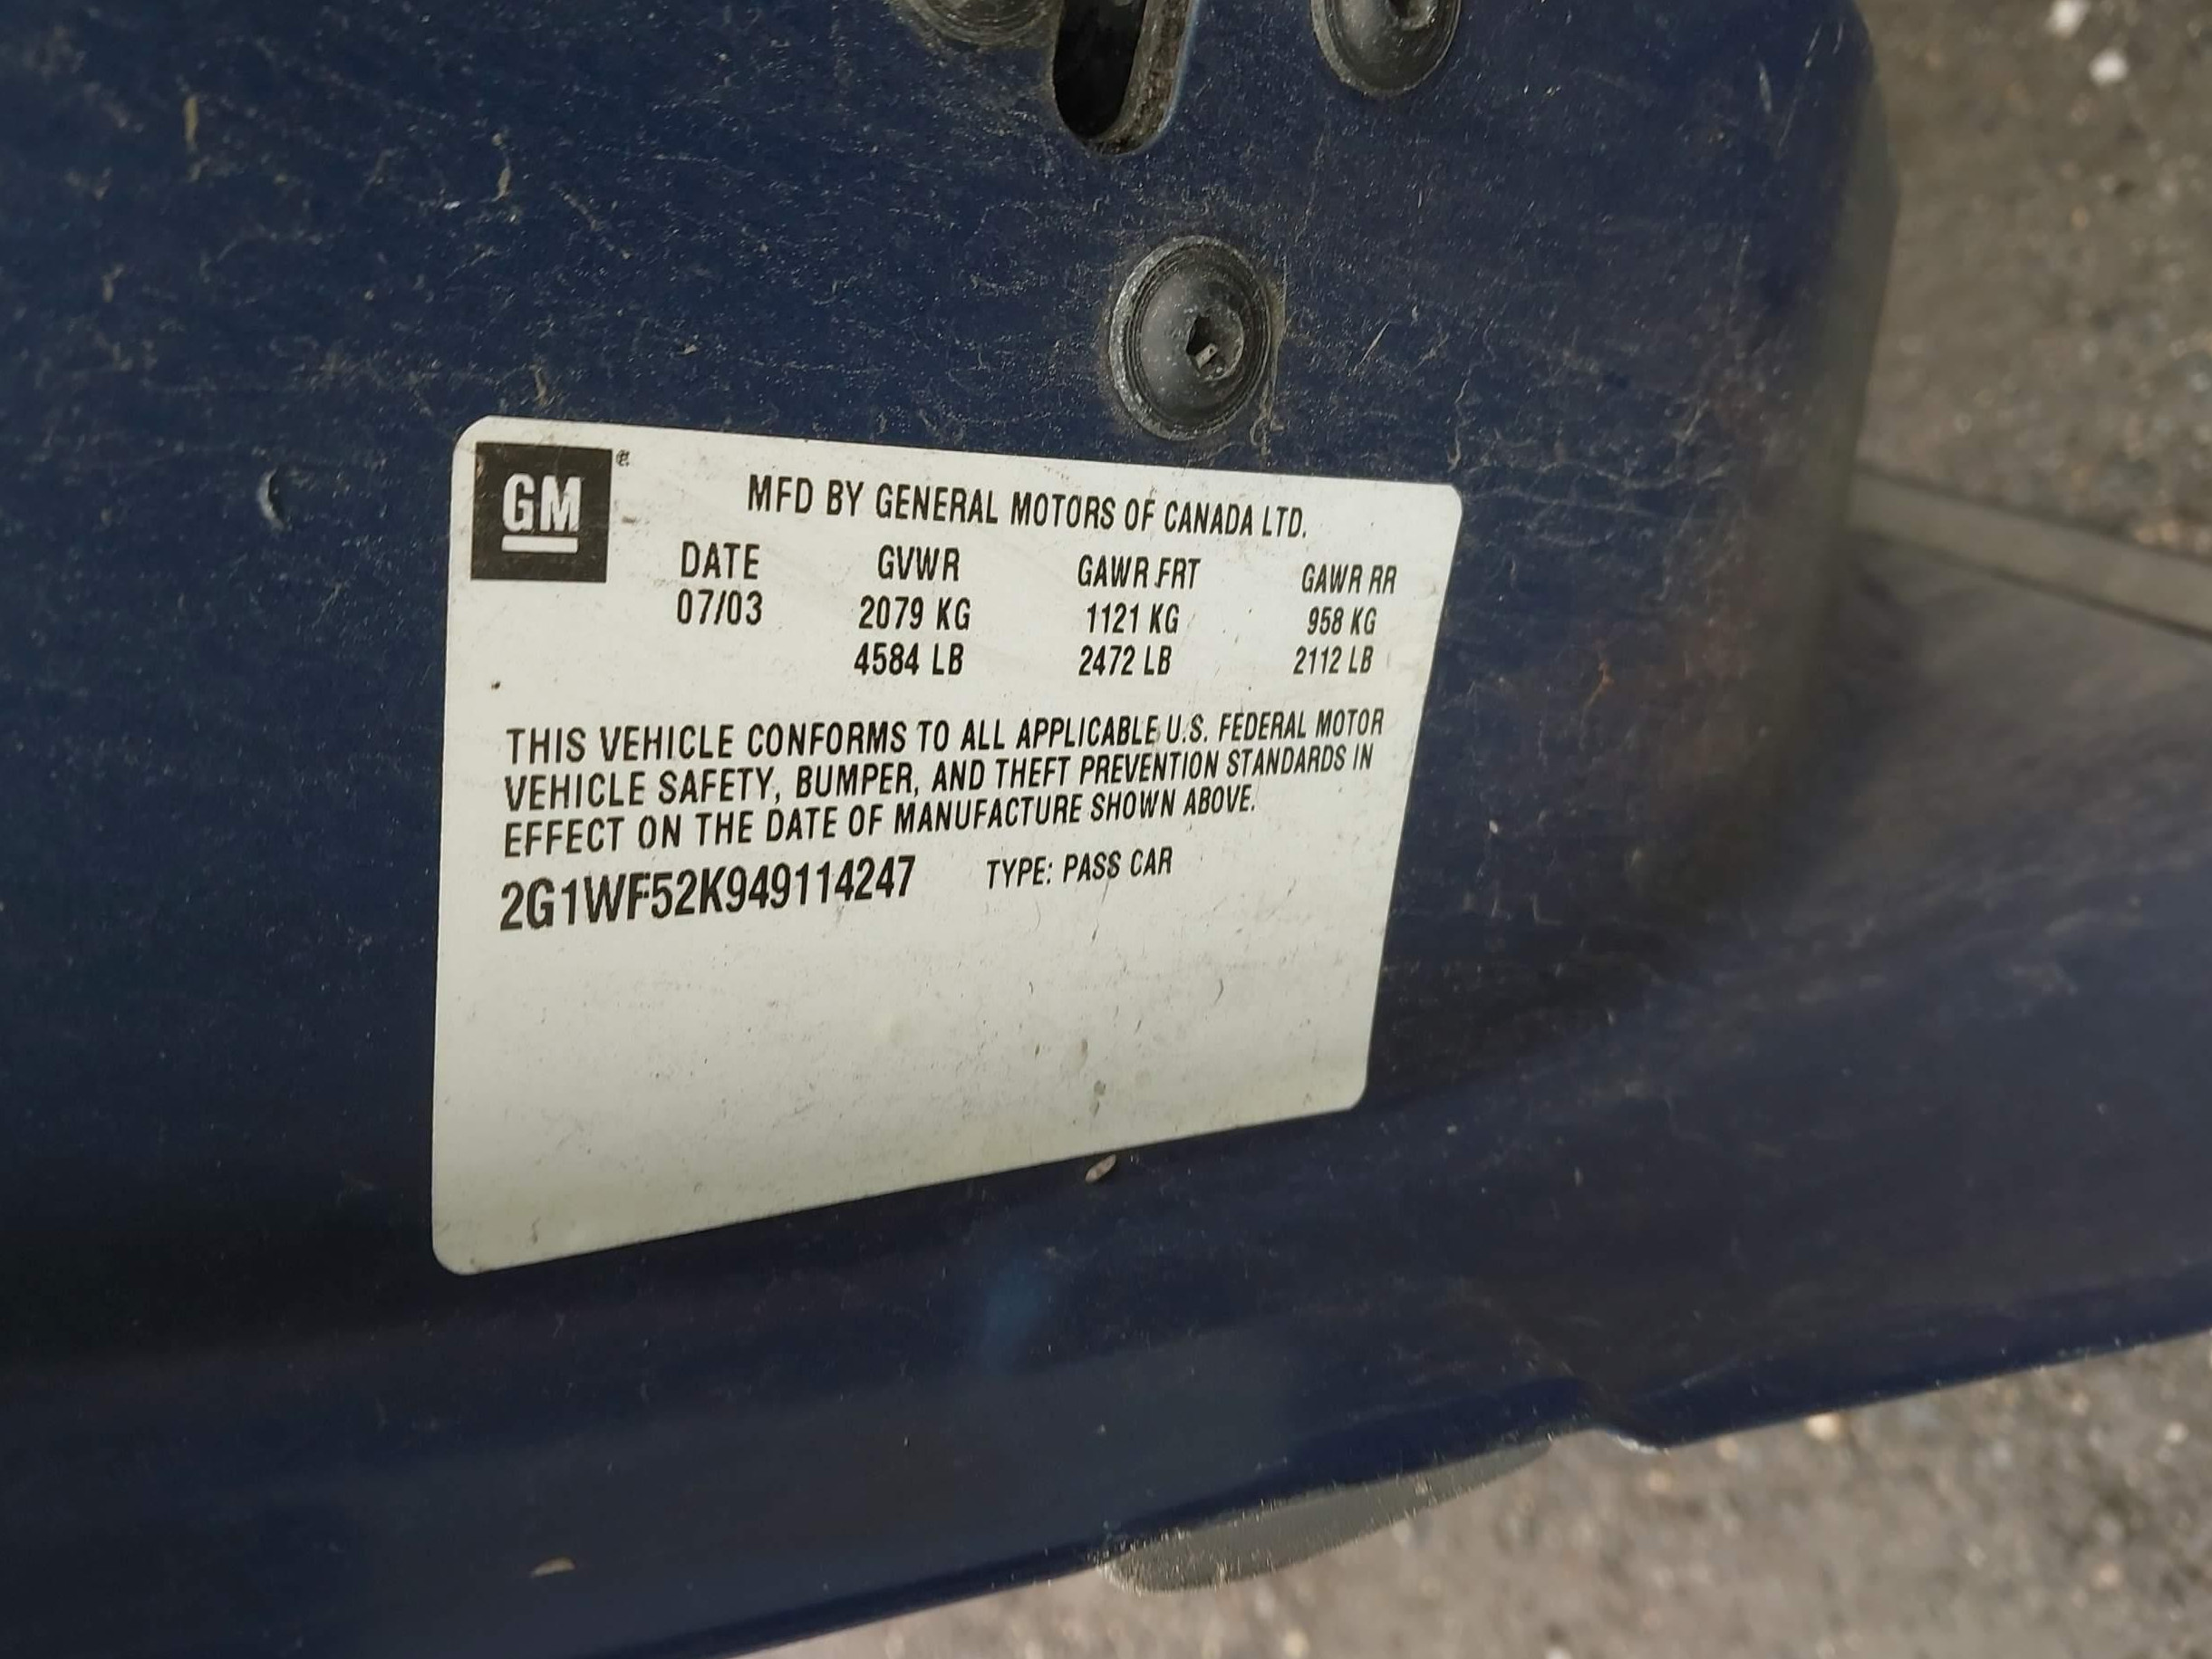 GM
MFD BY GENERAL MOTORS OF CANADA LTD.
DATE GVWR GAWR FRT GAWR RR
07/03 2079 KG 1121 KG 958 KG
4584 LB 2472 LB 2112 LB
THIS VEHICLE CONFORMS TO ALL APPLICABLE U.S. FEDERAL MOTOR
VEHICLE SAFETY, BUMPER, AND THEFT PREVENTION STANDARDS IN
EFFECT ON THE DATE OF MANUFACTURE SHOWN ABOVE.
2G1WF52K949114247 TYPE: PASS CAR